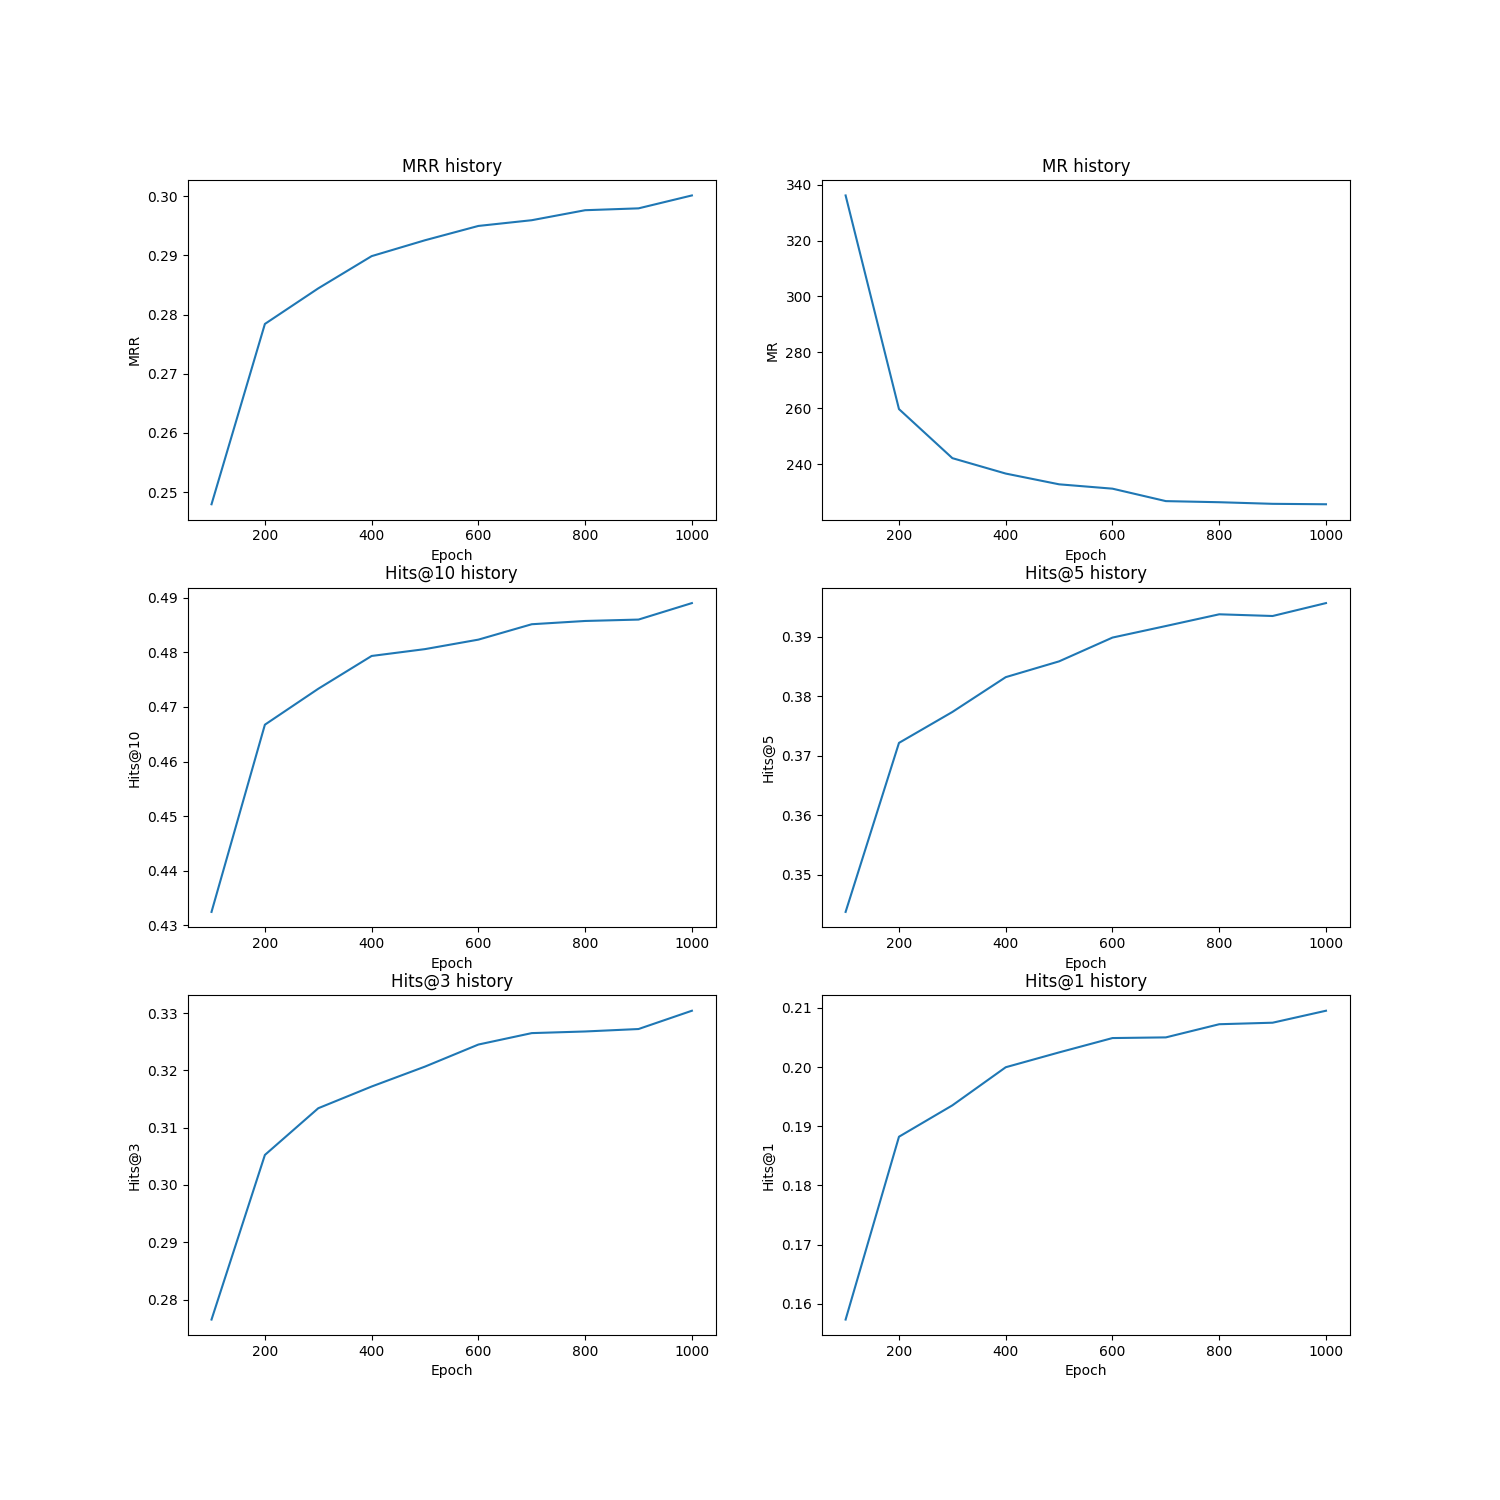 MRR history
0.30
0.29
0.28
0.27
0.26
0.25
MRR
200 400 600 800 1000
Epoch
MR history
340
320
300
280
260
240
MR
200 400 600 800 1000
Epoch
Hits@10 history
0.49
0.48
0.47
0.46
0.45
0.44
0.43
Hits@10
200 400 600 800 1000
Epoch
Hits@5 history
0.39
0.38
0.37
0.36
0.35
Hits@5
200 400 600 800 1000
Epoch
Hits@3 history
0.33
0.32
0.31
0.30
0.29
0.28
Hits@3
200 400 600 800 1000
Epoch
Hits@1 history
0.21
0.20
0.19
0.18
0.17
0.16
Hits@1
200 400 600 800 1000
Epoch